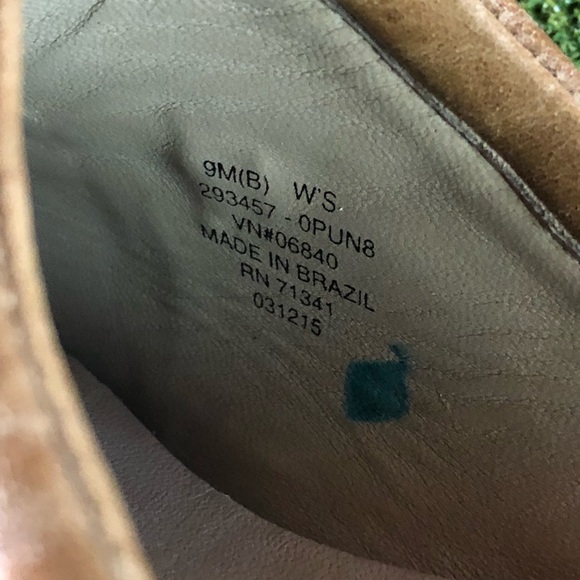 9M(B) W'S
293457 - 0PUN8
VN#06840
MADE IN BRAZIL
RN 71341
031215